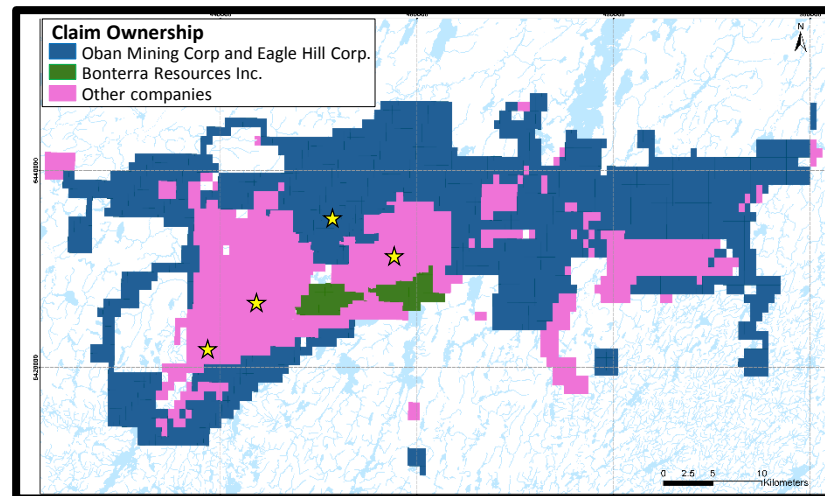 Claim Ownership
Oban Mining Corp and Eagle Hill Corp.
Bonterra Resources Inc.
Other companies
N
0 2.5 5 10
Kilometers